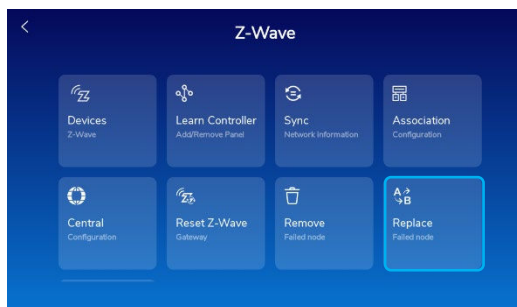 Z-Wave
Devices
Z-Wave
Learn Controller
Add/Remove Panel
Sync
Network Information
Association
Configuration
Central
Configuration
Reset Z-Wave
Gateway
Remove
Failed node
A
B
Replace
Failed node